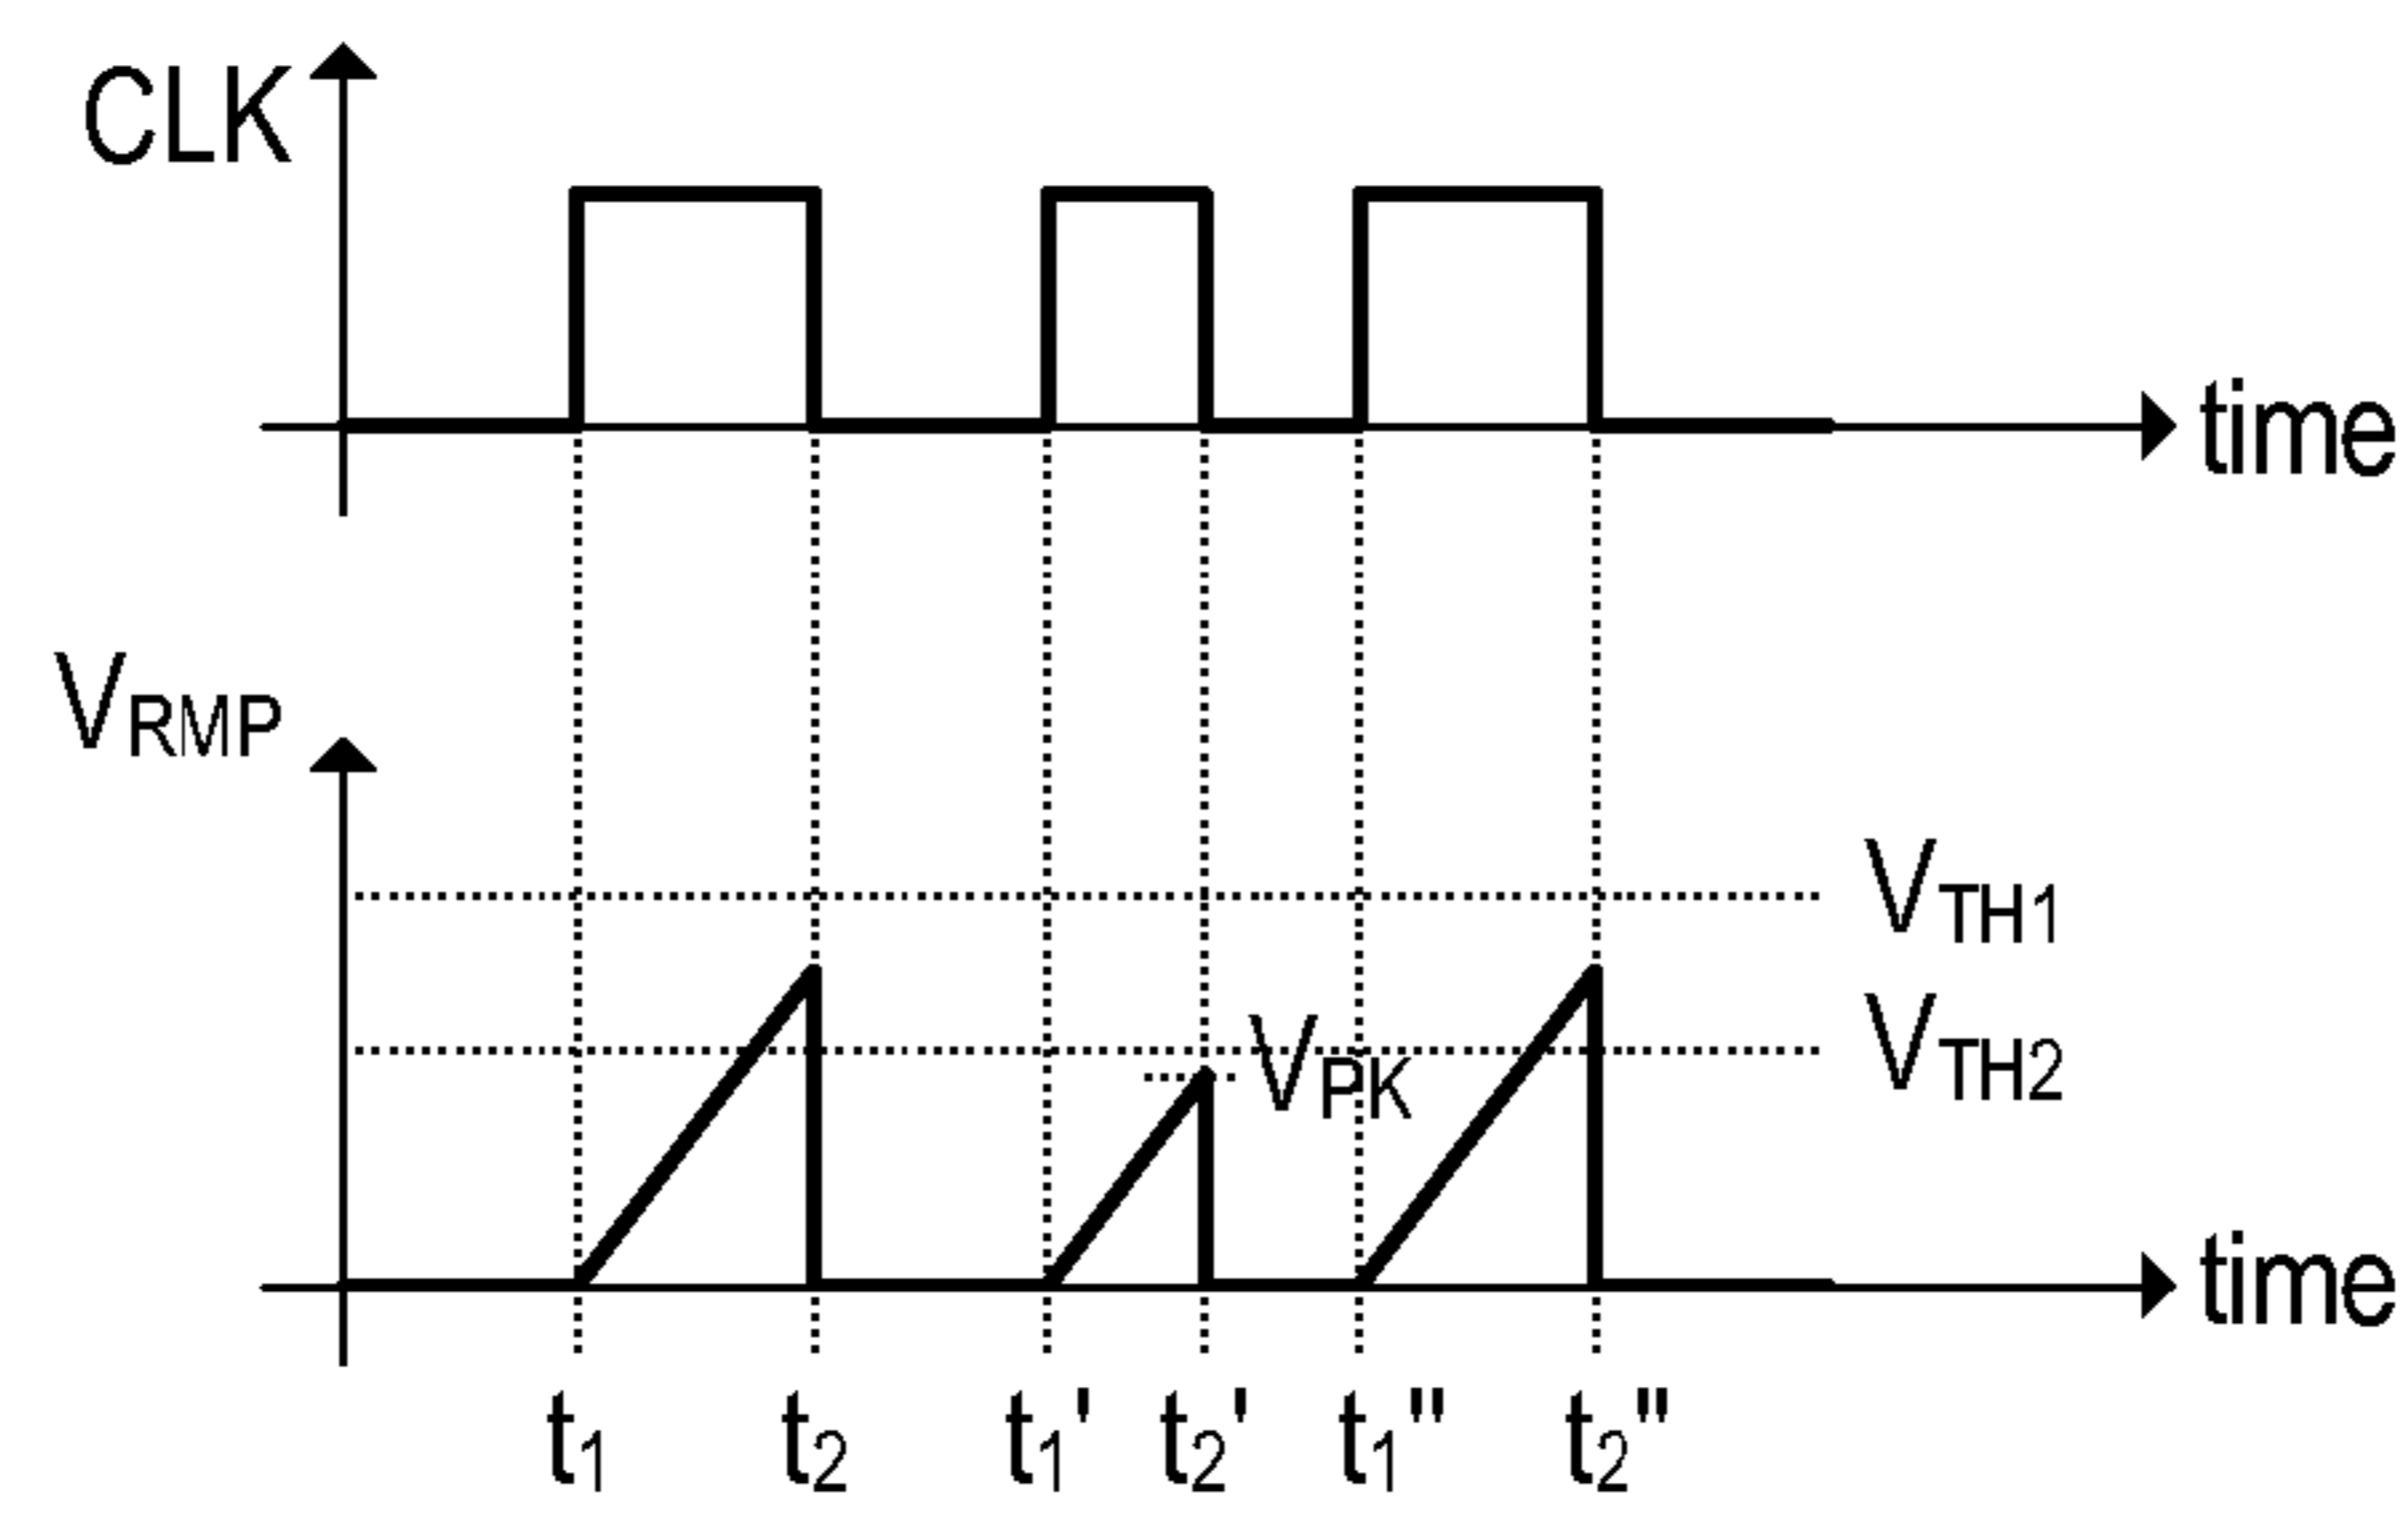 CLK
time
VRMP
VTH1
VPK
VTH2
time
t1 t2 t1' t2' t1" t2"